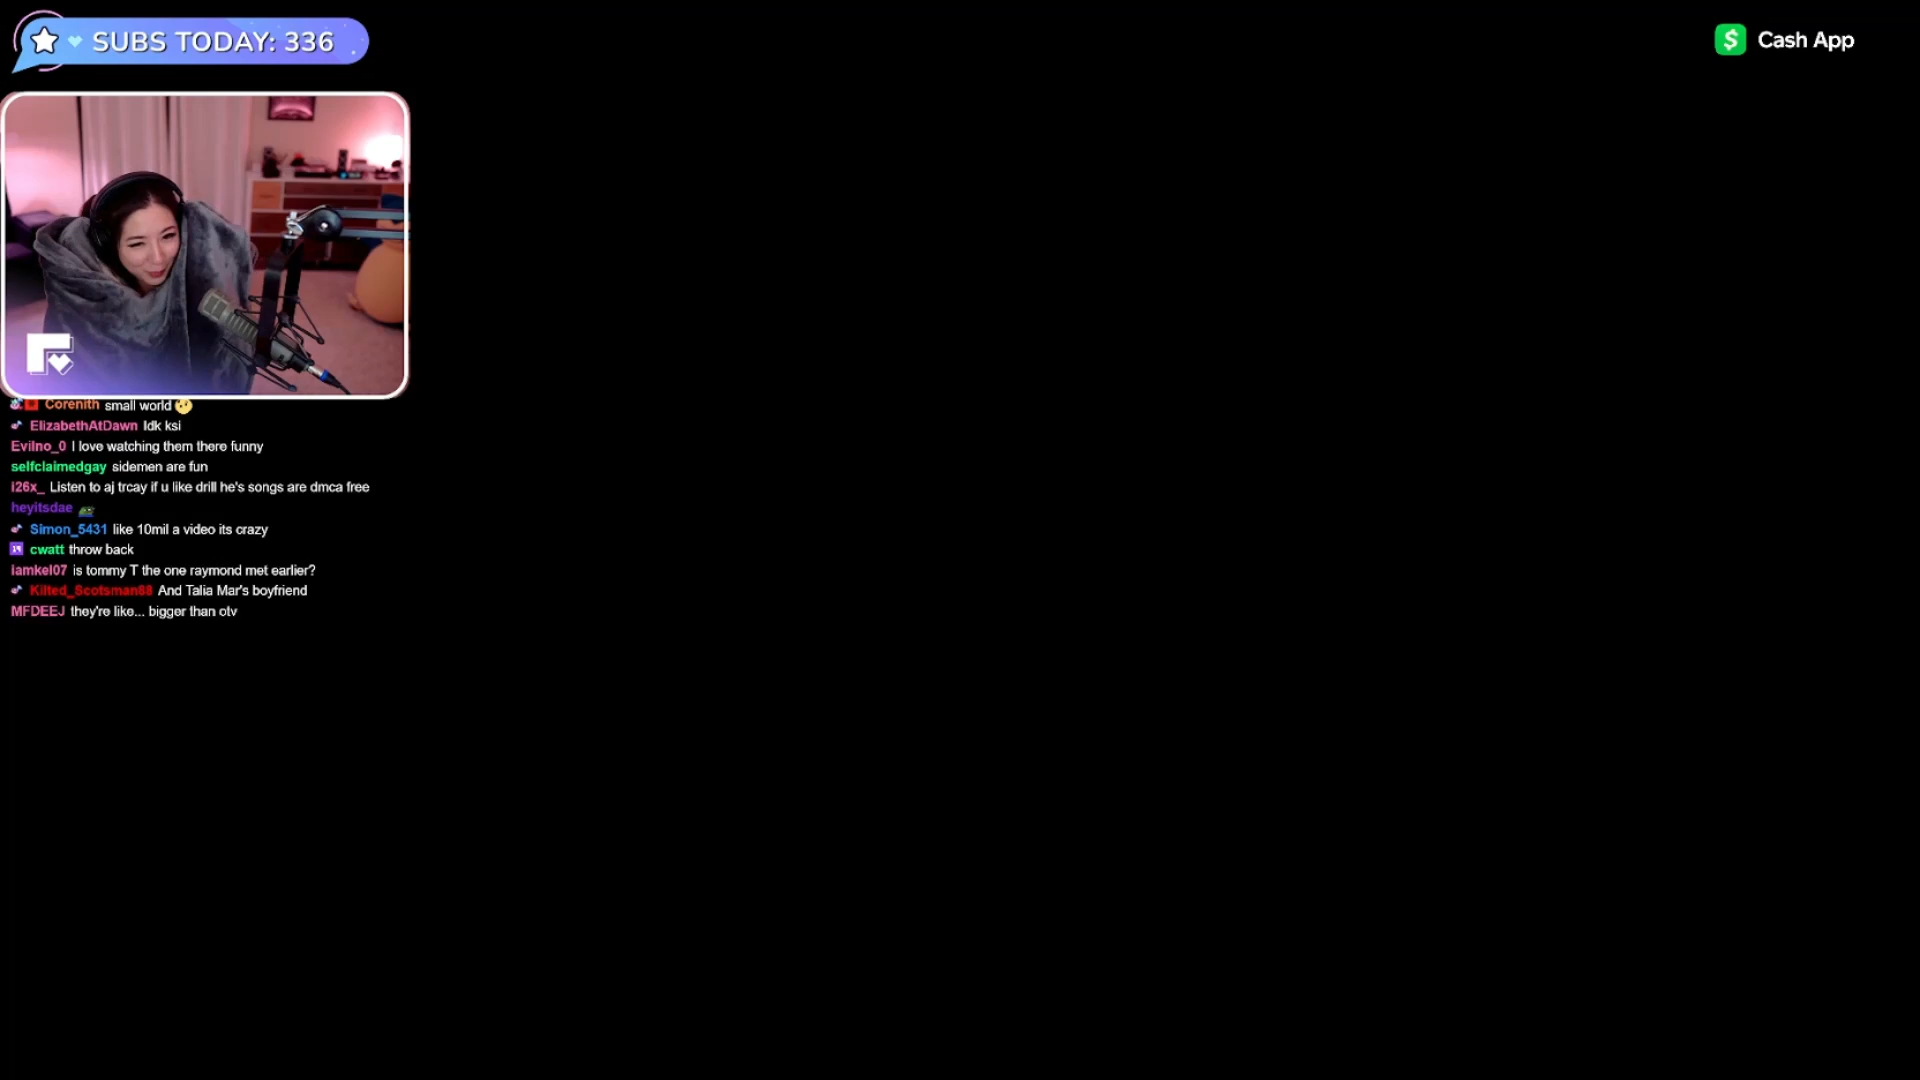 SUBS TODAY: 336
$ Cash App
Corenith small world
ElizabethAtDawn Idk ksi
Evilno_0 I love watching them there funny
selfclaimedgay sidemen are fun
i26x_ Listen to aj trcay if u like drill he's songs are dmca free
heyitsdae
Simon_5431 like 10mil a video its crazy
cwatt throw back
iamkel07 is tommy T the one raymond met earlier?
Kilted_Scotsman88 And Talia Mar's boyfriend
MFDEEJ they're like... bigger than otv